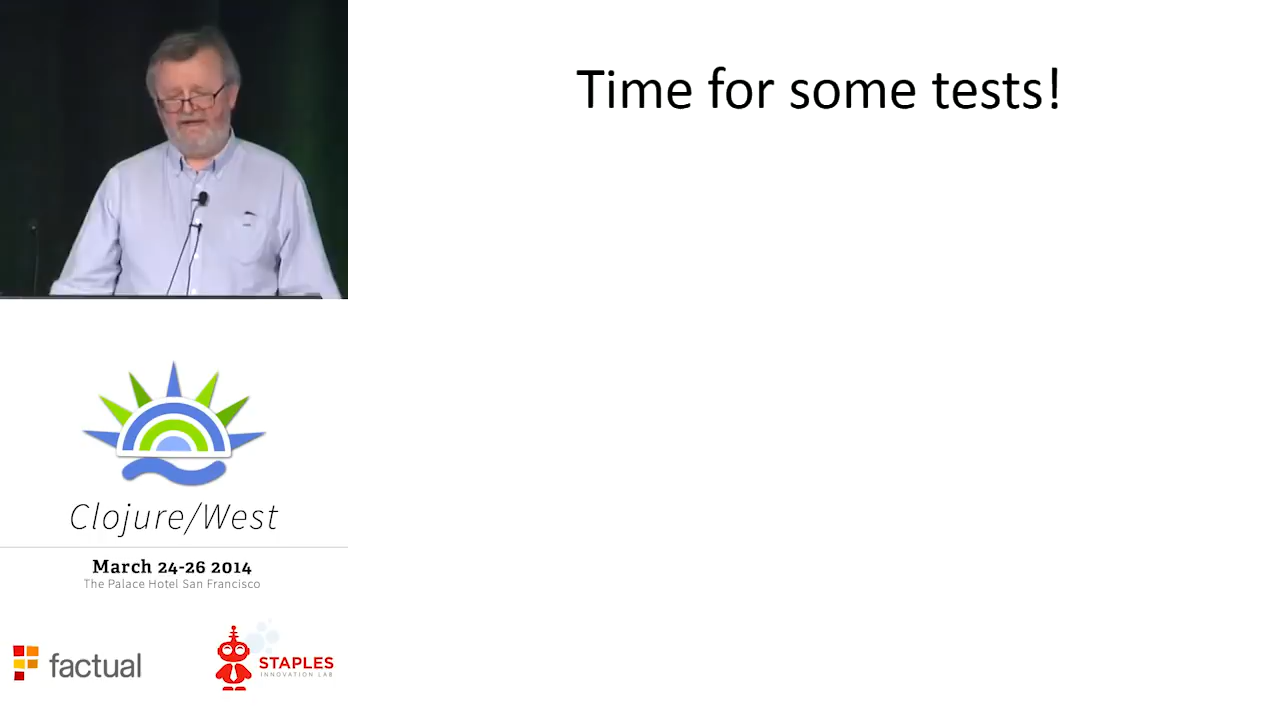 Time for some tests!
Clojure/West
March 24-26 2014
The Palace Hotel San Francisco
factual
STAPLES
INNOVATION LAB